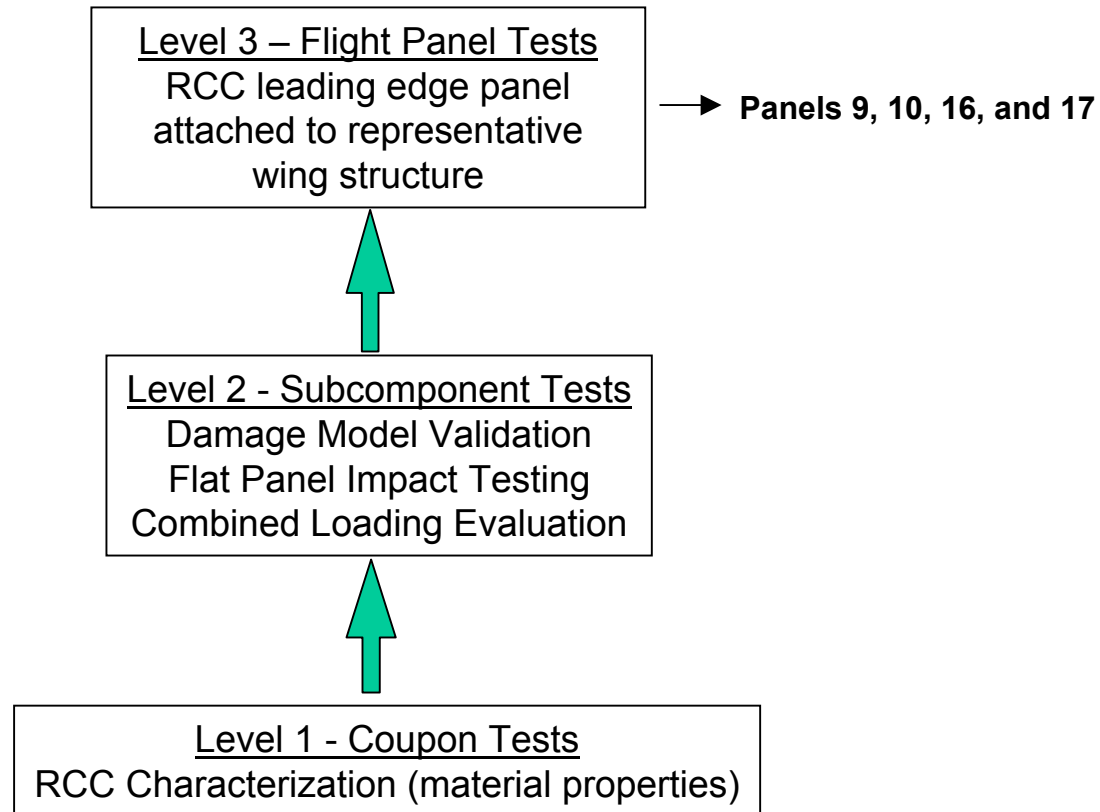 Level 3 – Flight Panel Tests
RCC leading edge panel
attached to representative
wing structure
Panels 9, 10, 16, and 17
Level 2 - Subcomponent Tests
Damage Model Validation
Flat Panel Impact Testing
Combined Loading Evaluation
Level 1 - Coupon Tests
RCC Characterization (material properties)